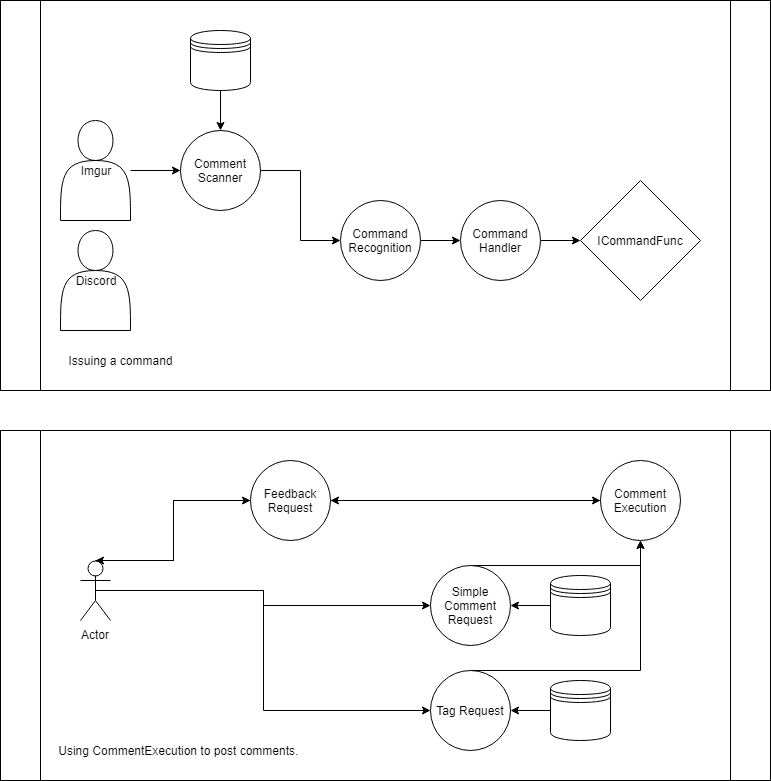 Comment
Scanner
Imgur
Command
Recognition
Command
Handler
ICommandFunc
Discord
Issuing a command
Feedback
Request
Comment
Execution
Simple
Comment
Request
Actor
Tag Request
Using CommentExecution to post comments.